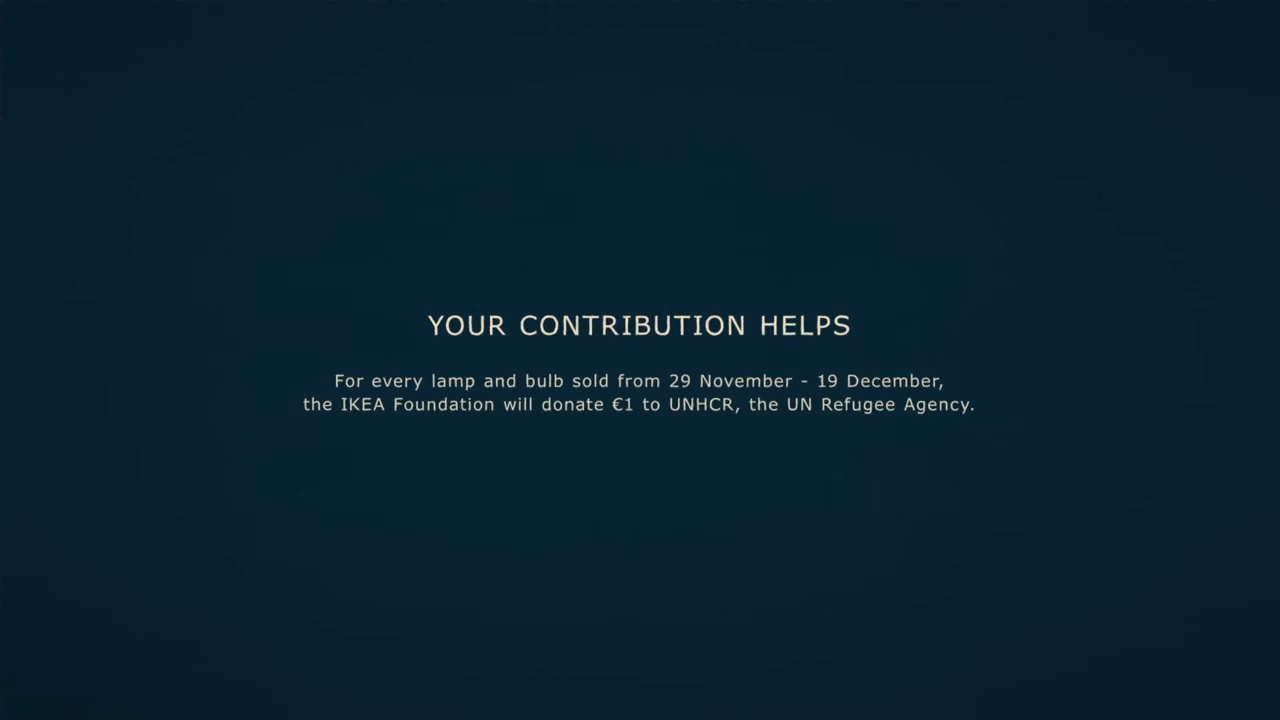 YOUR CONTRIBUTION HELPS
For every lamp and bulb sold from 29 November - 19 December,
the IKEA Foundation will donate €1 to UNHCR, the UN Refugee Agency.